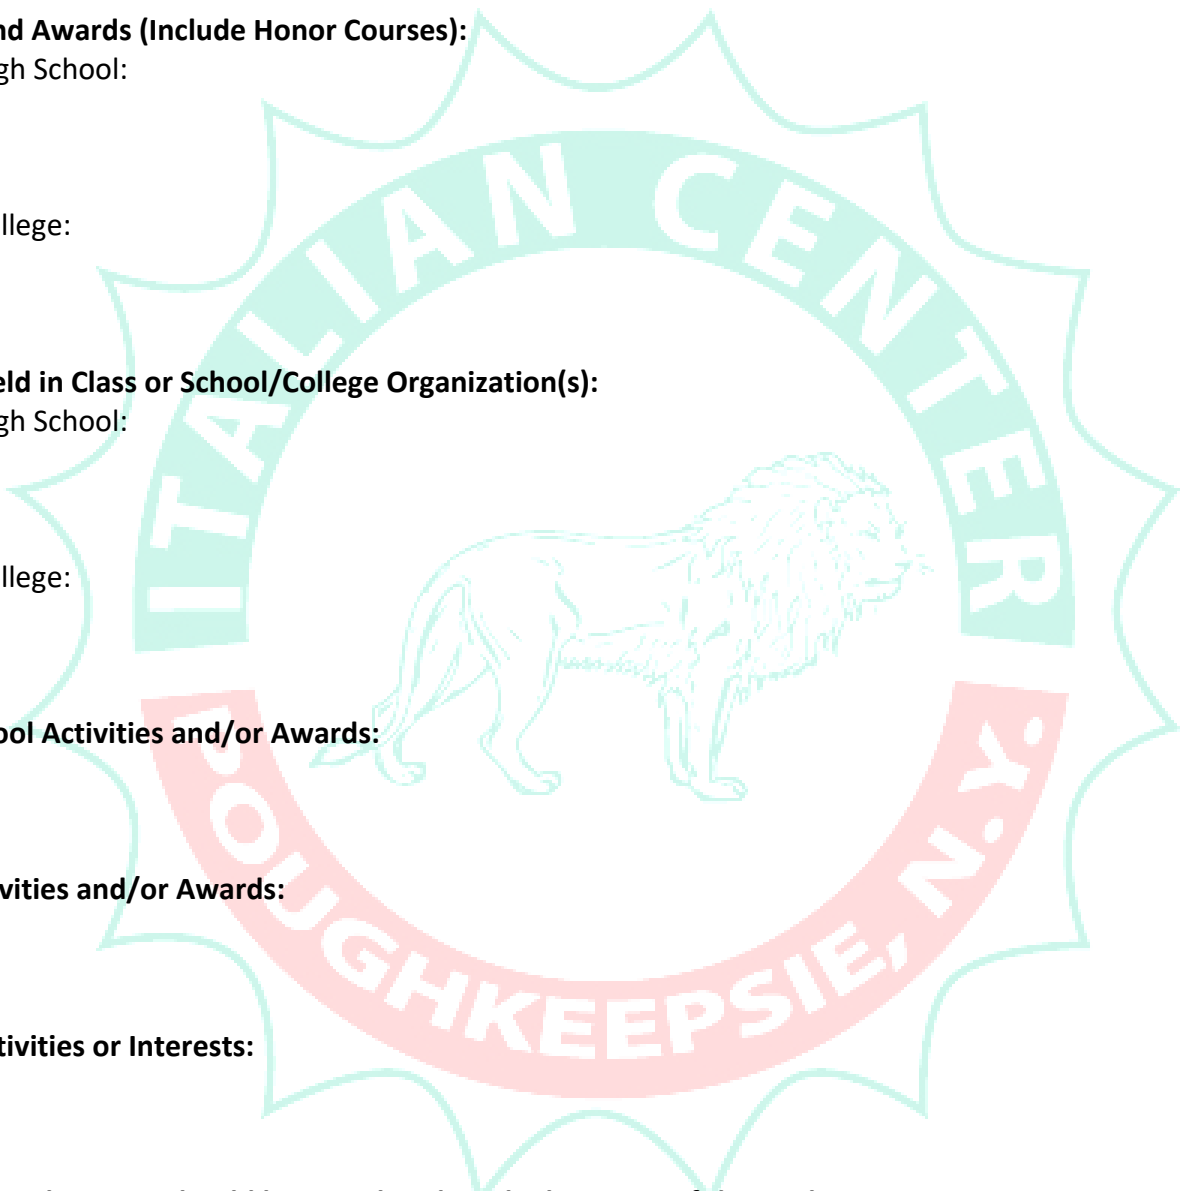 nd Awards (Include Honor Courses):
gh School:
llege:
eld in Class or School/College Organization(s):
gh School:
llege:
ool Activities and/or Awards:
vities and/or Awards:
tivities or Interests:
ITALIAN CENTER
POUGHKEEPSIE, N.Y.